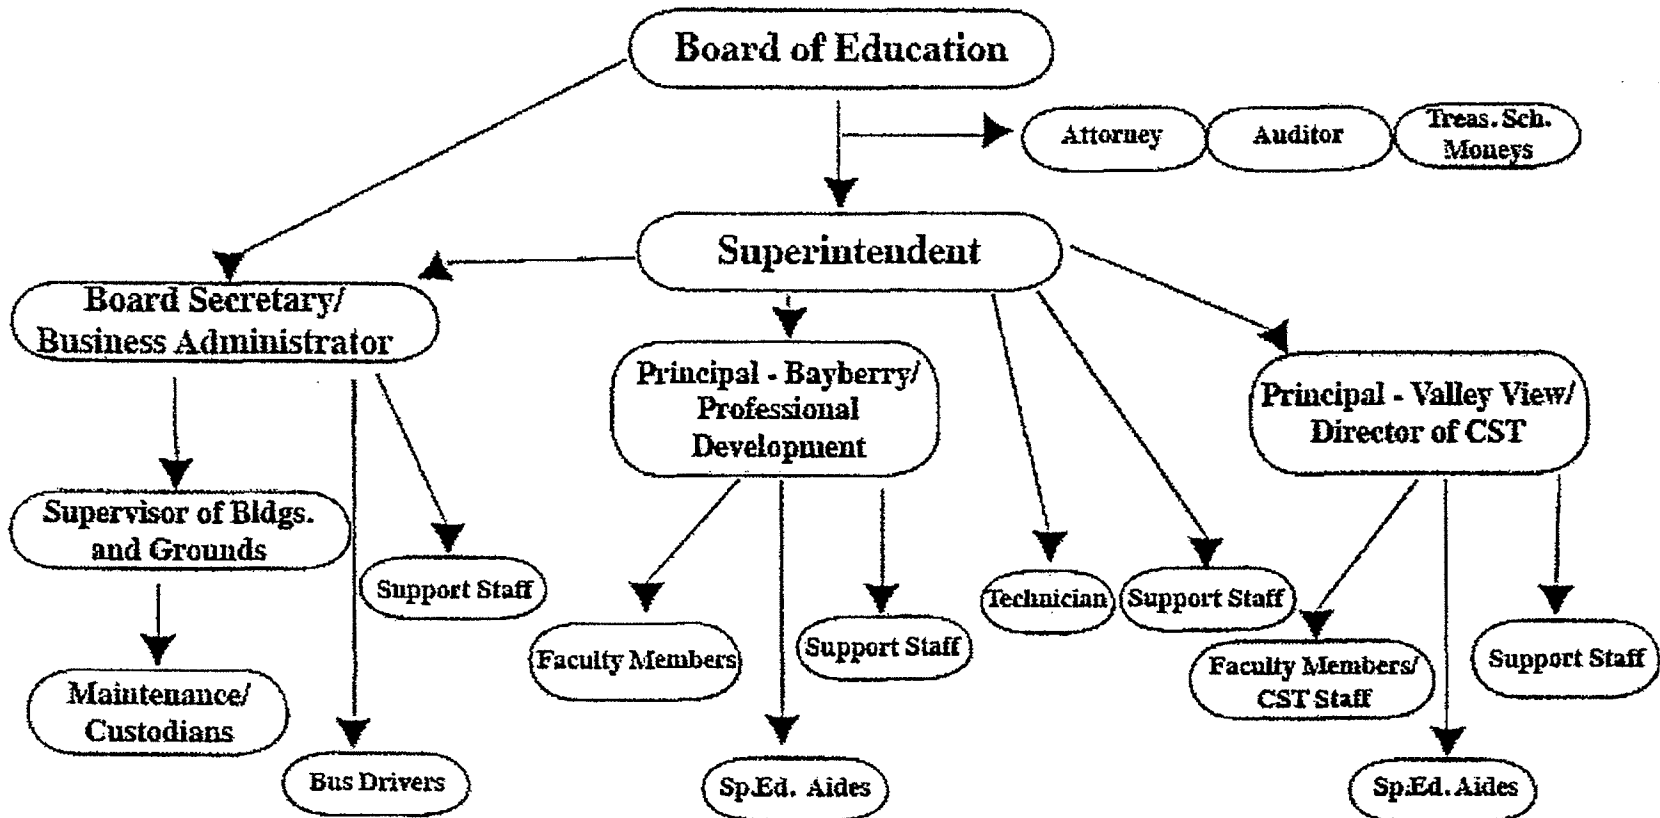 Board of Education
Attorney
Auditor
Treas. Sch.
Moneys
Superintendent
Board Secretary/
Business Administrator
Principal - Bayberry/
Professional
Development
Principal - Valley View/
Director of CST
Supervisor of Bldgs.
and Grounds
Support Staff
Technician
Support Staff
Faculty Members
Support Staff
Faculty Members/
CST Staff
Support Staff
Maintenance/
Custodians
Bus Drivers
Sp.Ed. Aides
Sp.Ed. Aides